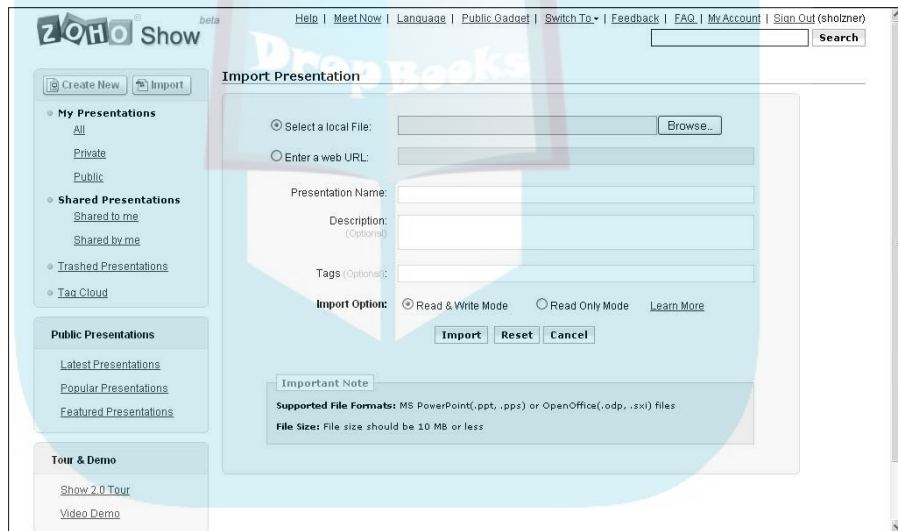 ZOHO Show beta
Help | Meet Now | Language | Public Gadget | Switch To | Feedback | FAQ | My Account | Sign Out (sholzner)
Search
DropBooks
Create New
Import
My Presentations
All
Private
Public
Shared Presentations
Shared to me
Shared by me
Trashed Presentations
Tag Cloud
Public Presentations
Latest Presentations
Popular Presentations
Featured Presentations
Tour & Demo
Show 2.0 Tour
Video Demo
Import Presentation
Select a local File: Browse..
Enter a web URL:
Presentation Name:
Description:
(Optional)
Tags (Optional):
Import Option: Read & Write Mode Read Only Mode Learn More
Import Reset Cancel
Important Note
Supported File Formats: MS PowerPoint(.ppt, .pps) or OpenOffice(.odp, .sxi) files
File Size: File size should be 10 MB or less